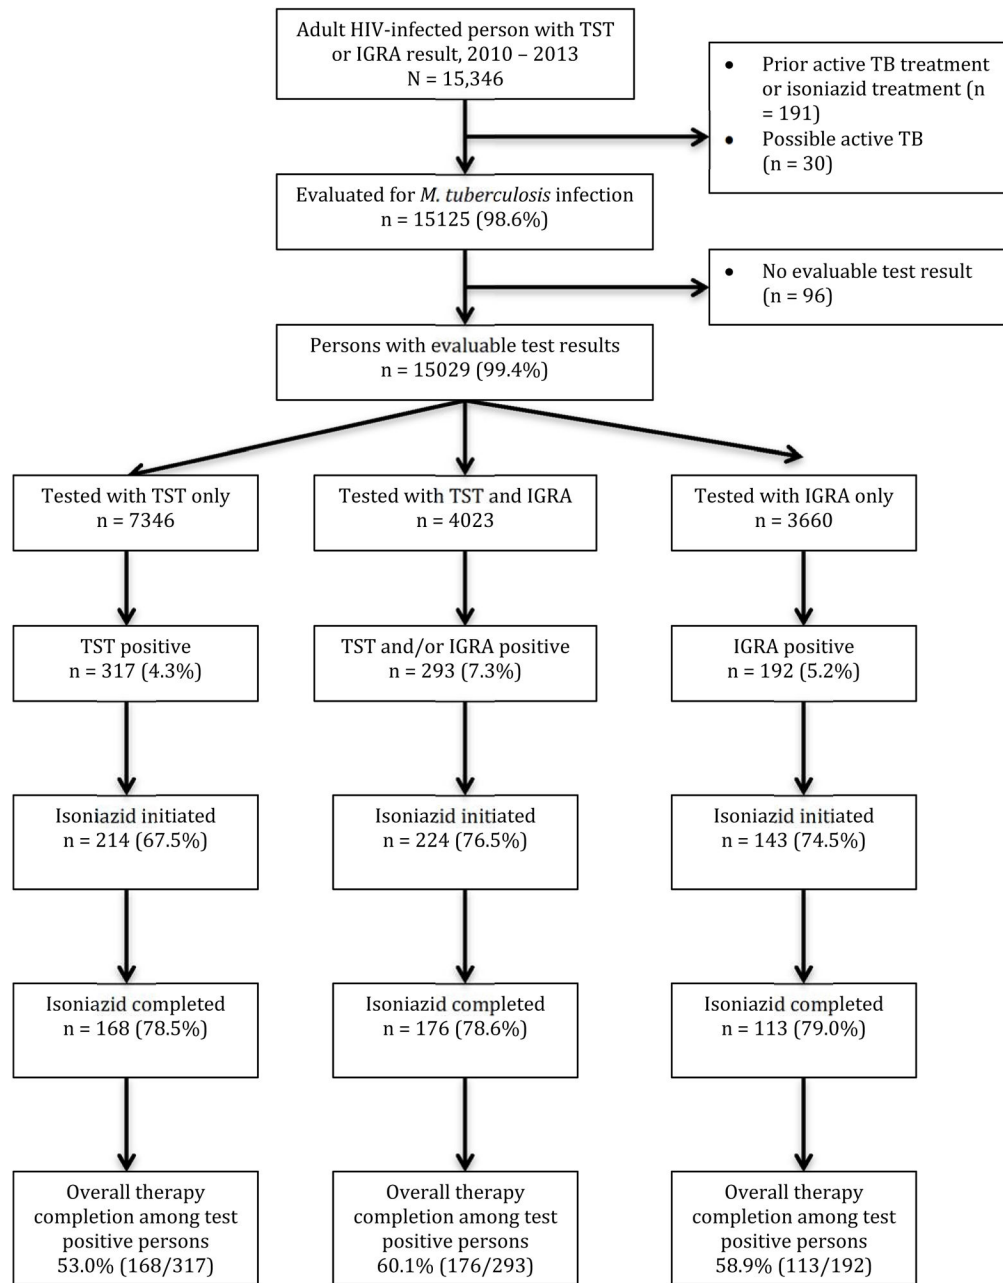 Adult HIV-infected person with TST
or IGRA result, 2010 – 2013
N = 15,346
• Prior active TB treatment
or isoniazid treatment (n
= 191)
• Possible active TB
(n = 30)
Evaluated for M. tuberculosis infection
n = 15125 (98.6%)
• No evaluable test result
(n = 96)
Persons with evaluable test results
n = 15029 (99.4%)
Tested with TST only
n = 7346
Tested with TST and IGRA
n = 4023
Tested with IGRA only
n = 3660
TST positive
n = 317 (4.3%)
TST and/or IGRA positive
n = 293 (7.3%)
IGRA positive
n = 192 (5.2%)
Isoniazid initiated
n = 214 (67.5%)
Isoniazid initiated
n = 224 (76.5%)
Isoniazid initiated
n = 143 (74.5%)
Isoniazid completed
n = 168 (78.5%)
Isoniazid completed
n = 176 (78.6%)
Isoniazid completed
n = 113 (79.0%)
Overall therapy
completion among test
positive persons
53.0% (168/317)
Overall therapy
completion among test
positive persons
60.1% (176/293)
Overall therapy
completion among test
positive persons
58.9% (113/192)